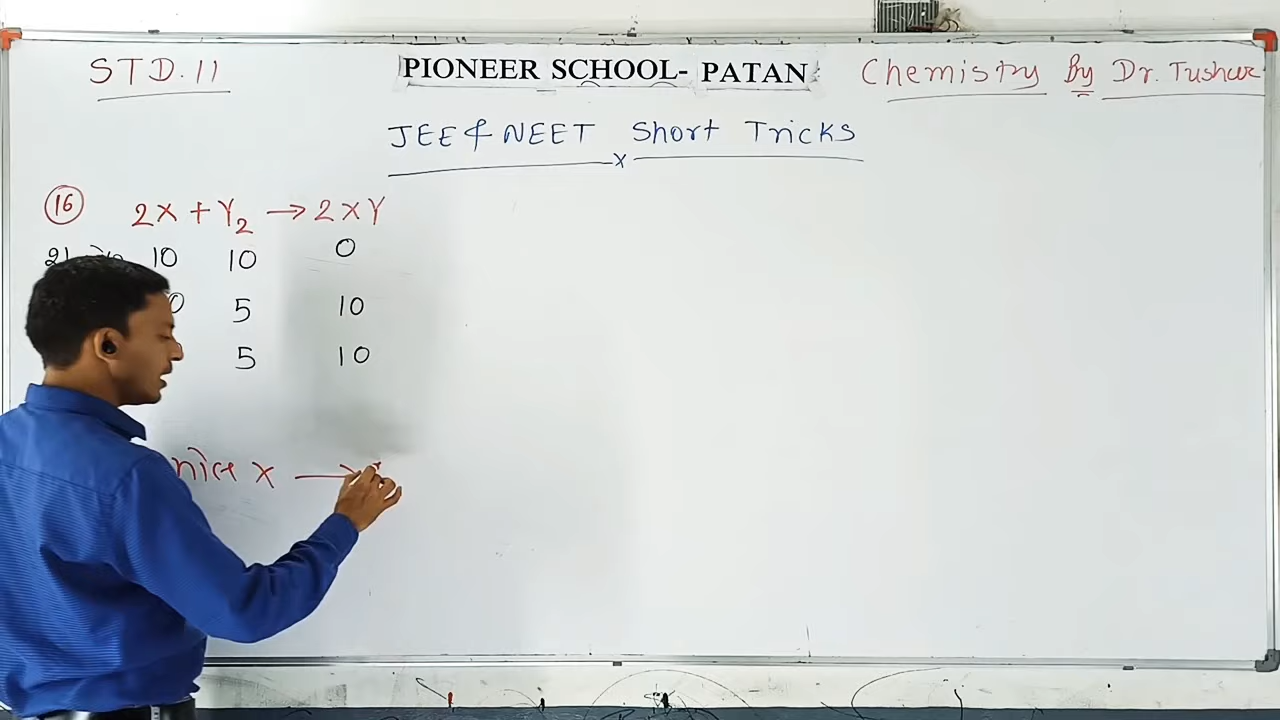 STD.11
PIONEER SCHOOL- PATAN
Chemistry By Dr. Tushar
JEE & NEET Short Tricks
x
16 2X + Y2 → 2XY
10 10 0
5 10
5 10
x →